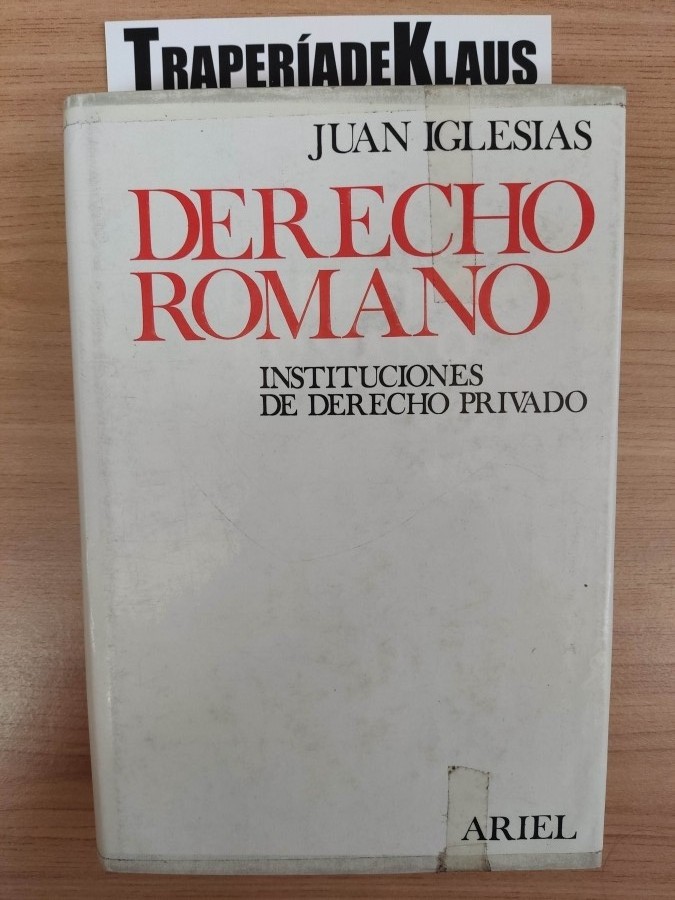 TRAPERÍADEKLAUS
JUAN IGLESIAS
DERECHO
ROMANO
INSTITUCIONES
DE DERECHO PRIVADO
ARIEL